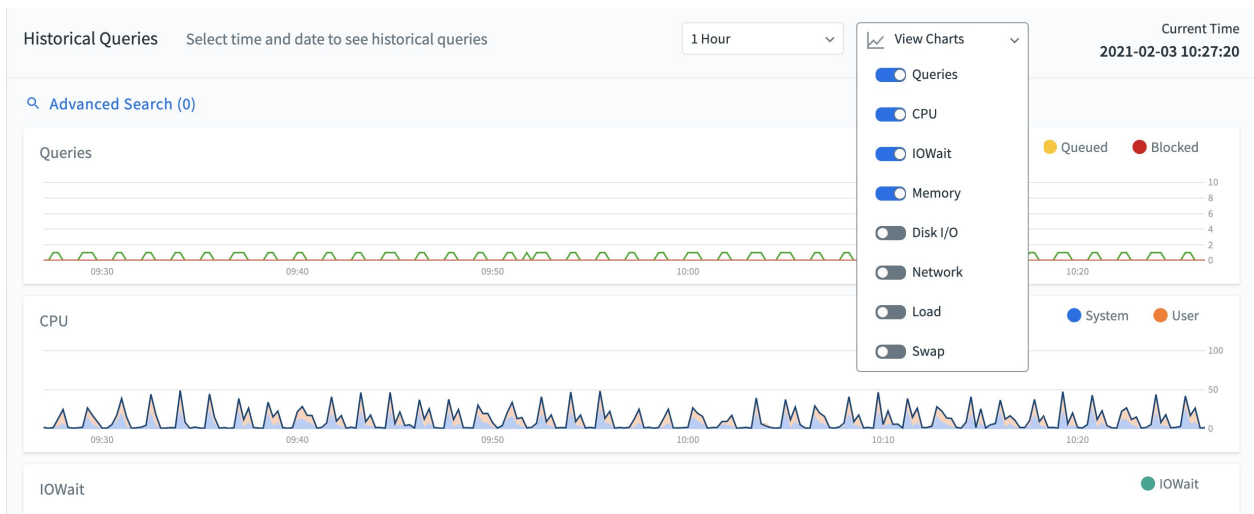 Historical Queries
Select time and date to see historical queries
1 Hour
View Charts
Current Time
2021-02-03 10:27:20
Queries
CPU
IOWait
Memory
Disk I/O
Network
Load
Swap
Advanced Search (0)
Queries
Queued
Blocked
10
8
6
4
2
0
09:30
09:40
09:50
10:00
10:20
CPU
System
User
100
50
0
09:30
09:40
09:50
10:00
10:10
10:20
IOWait
IOWait